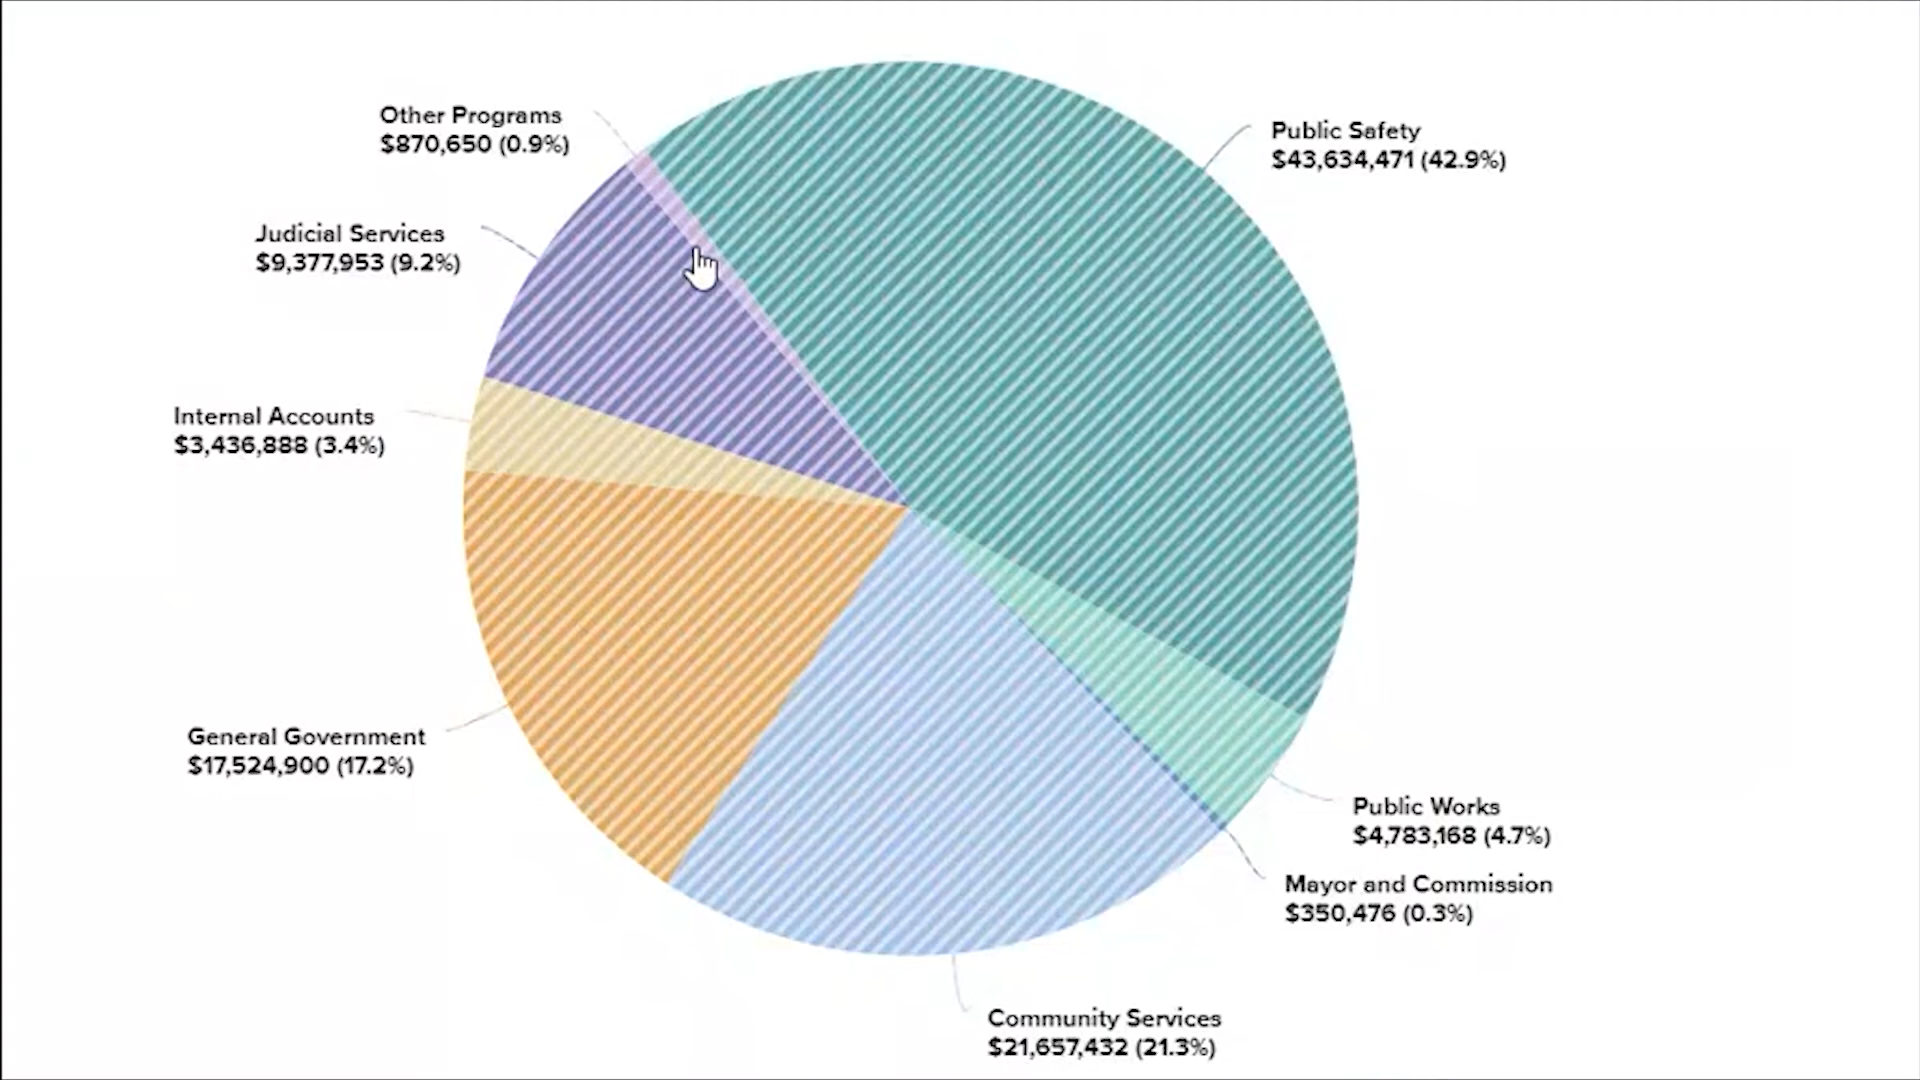 Other Programs
$870,650 (0.9%)
Public Safety
$43,634,471 (42.9%)
Judicial Services
$9,377,953 (9.2%)
Internal Accounts
$3,436,888 (3.4%)
General Government
$17,524,900 (17.2%)
Public Works
$4,783,168 (4.7%)
Mayor and Commission
$350,476 (0.3%)
Community Services
$21,657,432 (21.3%)